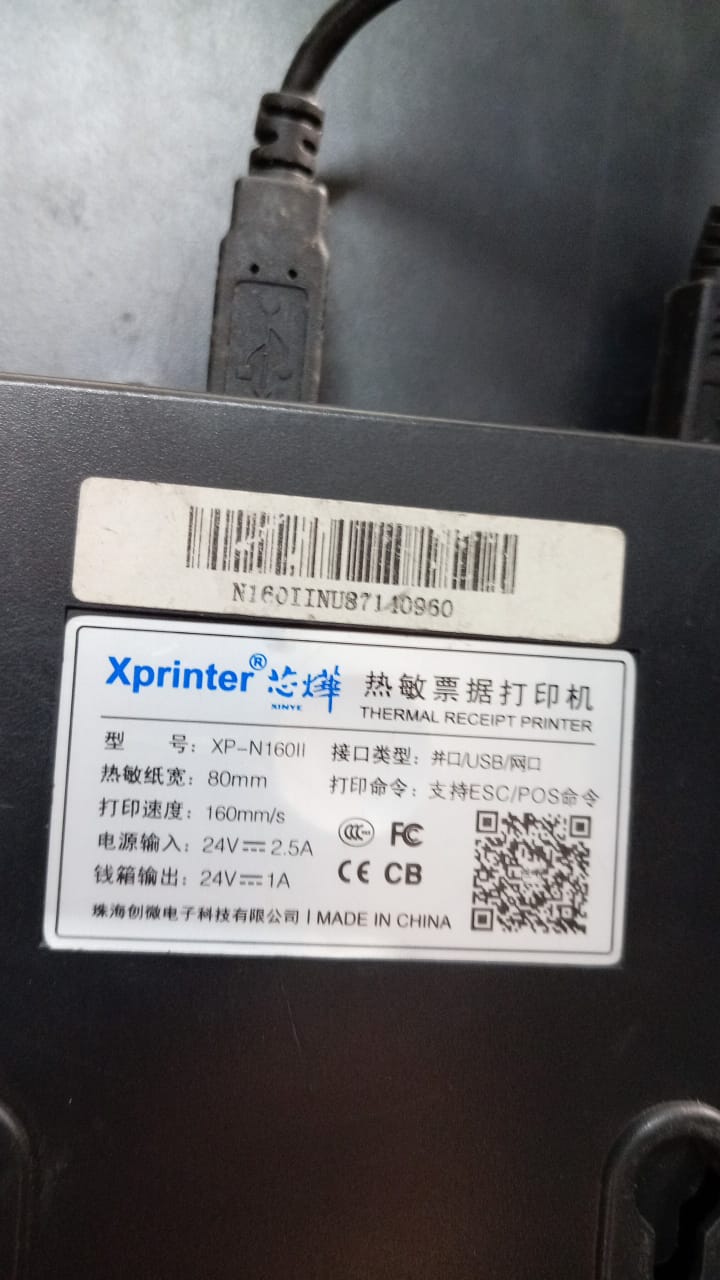 N160IINU87140960
Xprinter® 芯烨 XINYE 热敏票据打印机
THERMAL RECEIPT PRINTER
型 号: XP-N160II 接口类型: 并口/USB/网口
热敏纸宽: 80mm 打印命令: 支持ESC/POS命令
打印速度: 160mm/s
电源输入: 24V⎓2.5A
钱箱输出: 24V⎓1A
CCC FC
CE CB
珠海创微电子科技有限公司 | MADE IN CHINA